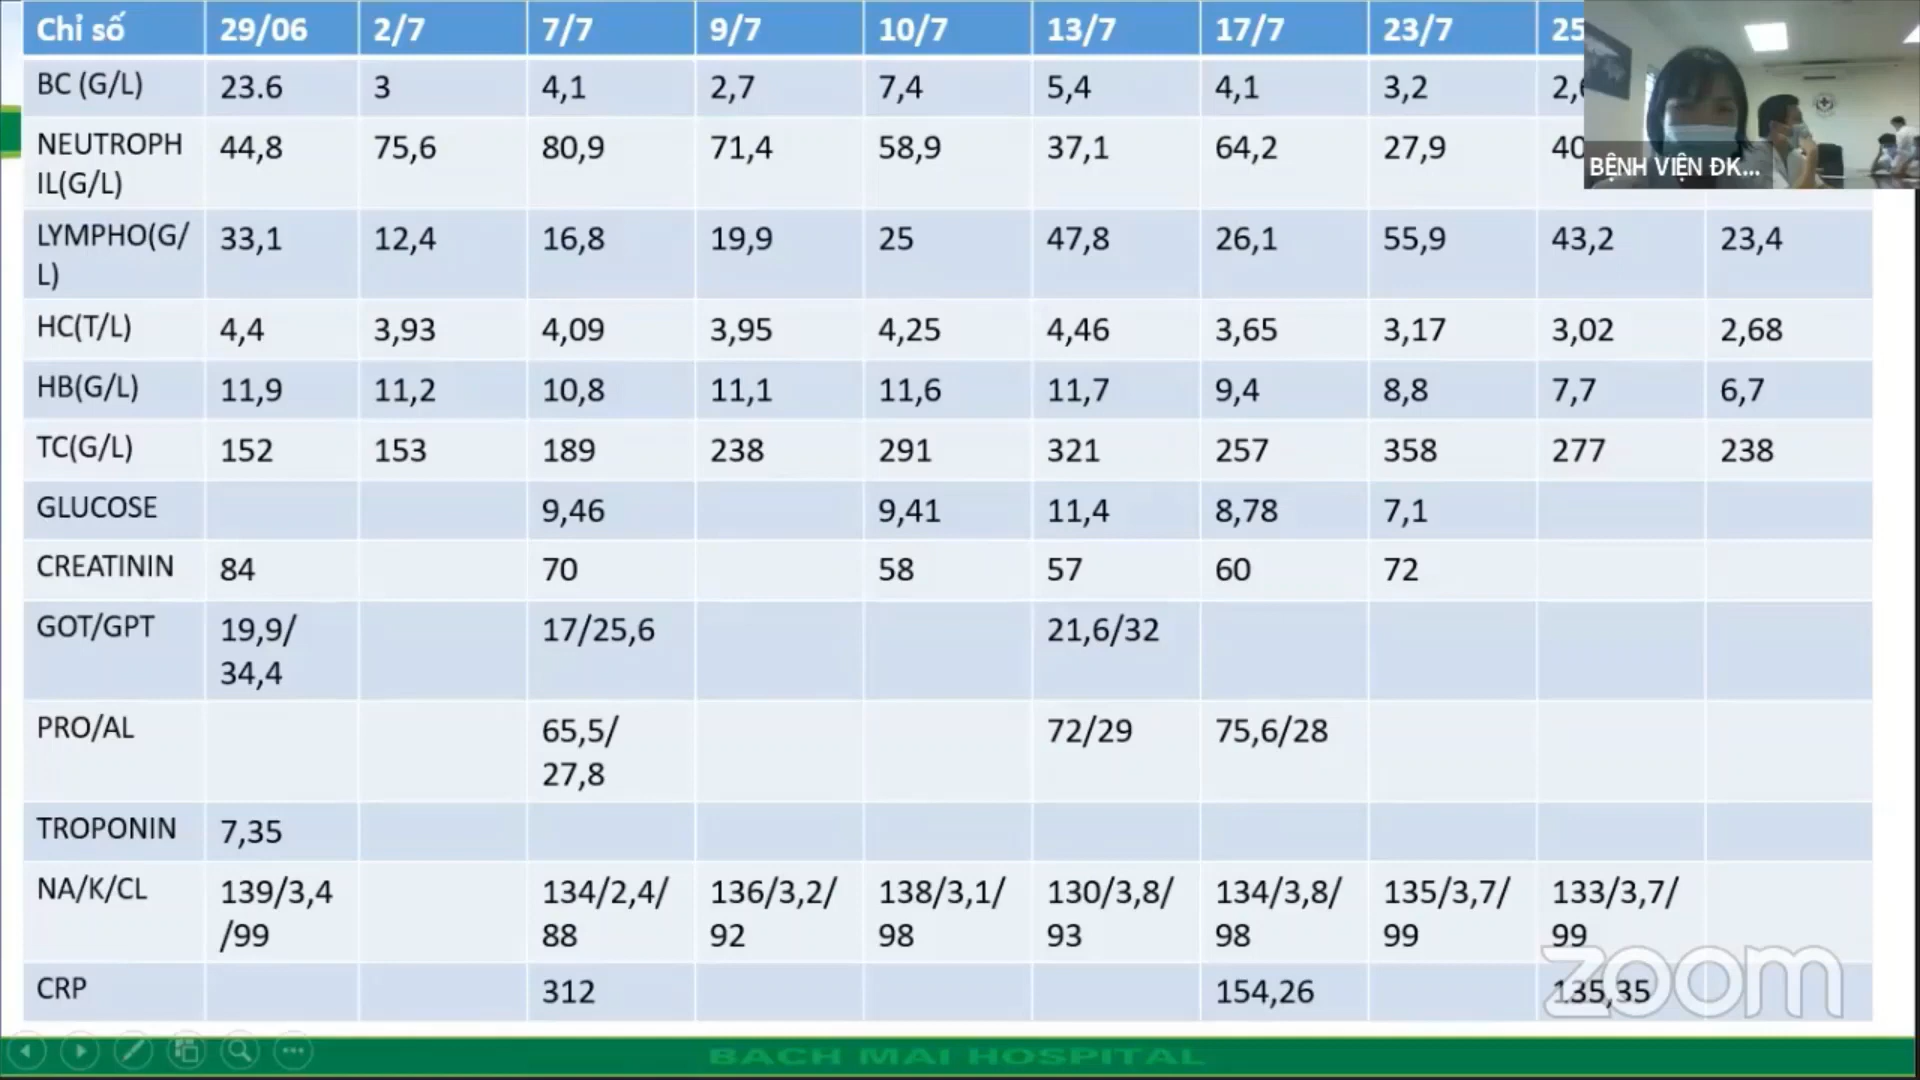 Chỉ số 29/06 2/7 7/7 9/7 10/7 13/7 17/7 23/7 25
BC (G/L) 23.6 3 4,1 2,7 7,4 5,4 4,1 3,2
NEUTROPH
IL(G/L) 44,8 75,6 80,9 71,4 58,9 37,1 64,2 27,9 40
BỆNH VIỆN ĐK...
LYMPHO(G/
L) 33,1 12,4 16,8 19,9 25 47,8 26,1 55,9 43,2 23,4
HC(T/L) 4,4 3,93 4,09 3,95 4,25 4,46 3,65 3,17 3,02 2,68
HB(G/L) 11,9 11,2 10,8 11,1 11,6 11,7 9,4 8,8 7,7 6,7
TC(G/L) 152 153 189 238 291 321 257 358 277 238
GLUCOSE 9,46 9,41 11,4 8,78 7,1
CREATININ 84 70 58 57 60 72
GOT/GPT 19,9/ 17/25,6 21,6/32
34,4
PRO/AL 65,5/ 72/29 75,6/28
27,8
TROPONIN 7,35
NA/K/CL 139/3,4 134/2,4/ 136/3,2/ 138/3,1/ 130/3,8/ 134/3,8/ 135/3,7/ 133/3,7/
/99 88 92 98 93 98 99 99
CRP 312 154,26 135,35
zoom
BACH MAI HOSPITAL